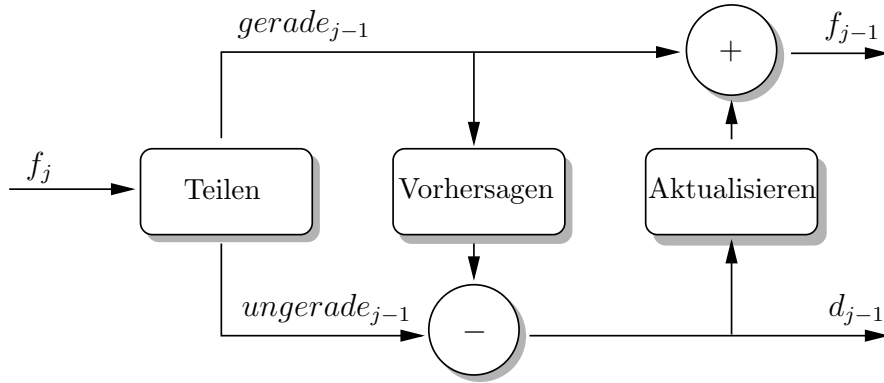 gerade_{j−1}
+
f_{j−1}
f_j
Teilen
Vorhersagen
Aktualisieren
ungerade_{j−1}
−
d_{j−1}